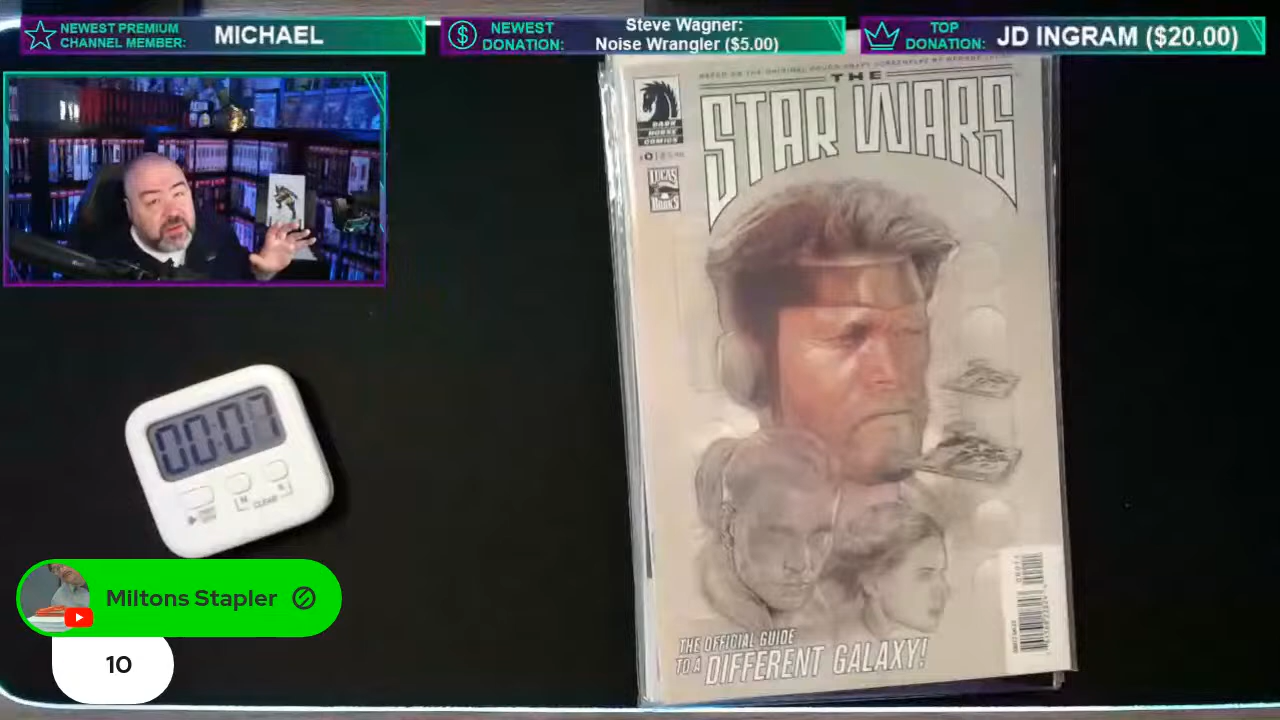 NEWEST PREMIUM
CHANNEL MEMBER:
MICHAEL
NEWEST
DONATION:
Steve Wagner:
Noise Wrangler ($5.00)
TOP
DONATION:
JD INGRAM ($20.00)
THE
STAR WARS
DARK
HORSE
COMICS
LUCAS
BOOKS
00:07
M
S
CLEAR
Miltons Stapler
10
THE OFFICIAL GUIDE
TO A DIFFERENT GALAXY!